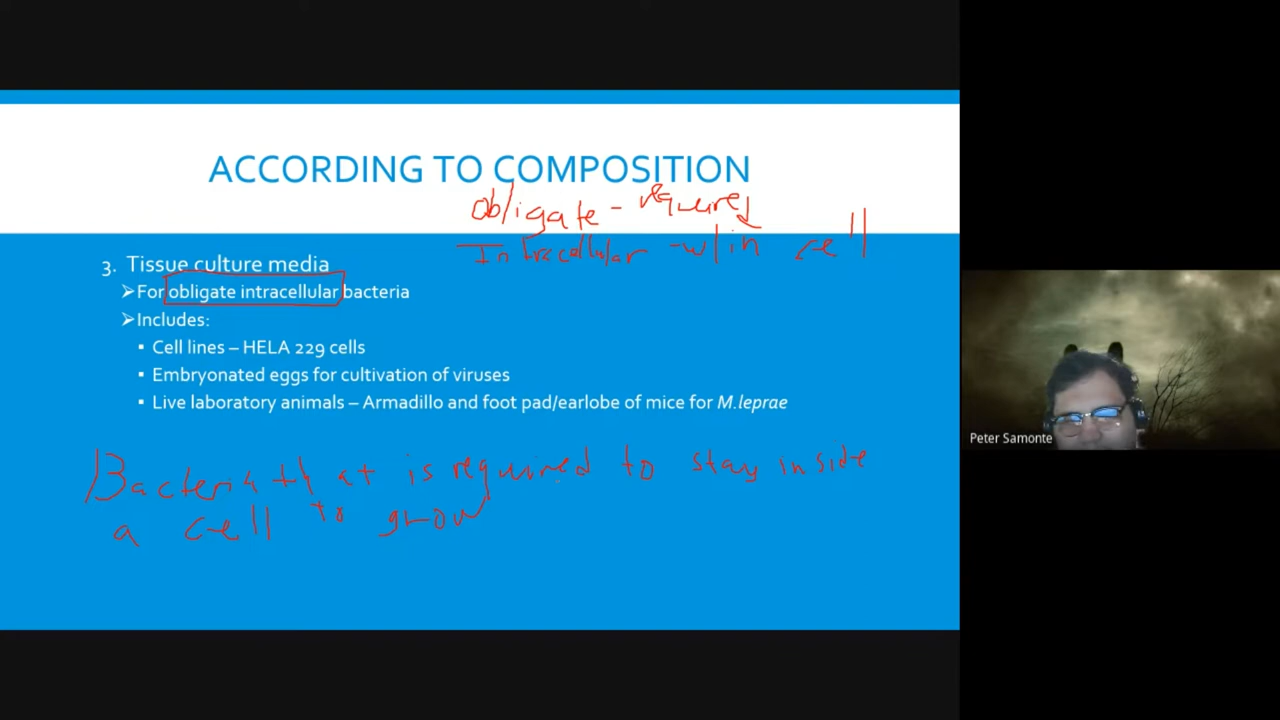 ACCORDING TO COMPOSITION
Obligate - required
Intracellular - w/in cell
3. Tissue culture media
➢For obligate intracellular bacteria
➢Includes:
▪ Cell lines – HELA 229 cells
▪ Embryonated eggs for cultivation of viruses
▪ Live laboratory animals – Armadillo and foot pad/earlobe of mice for M.leprae
Bacteria that is required to stay inside
a cell to grow
Peter Samonte